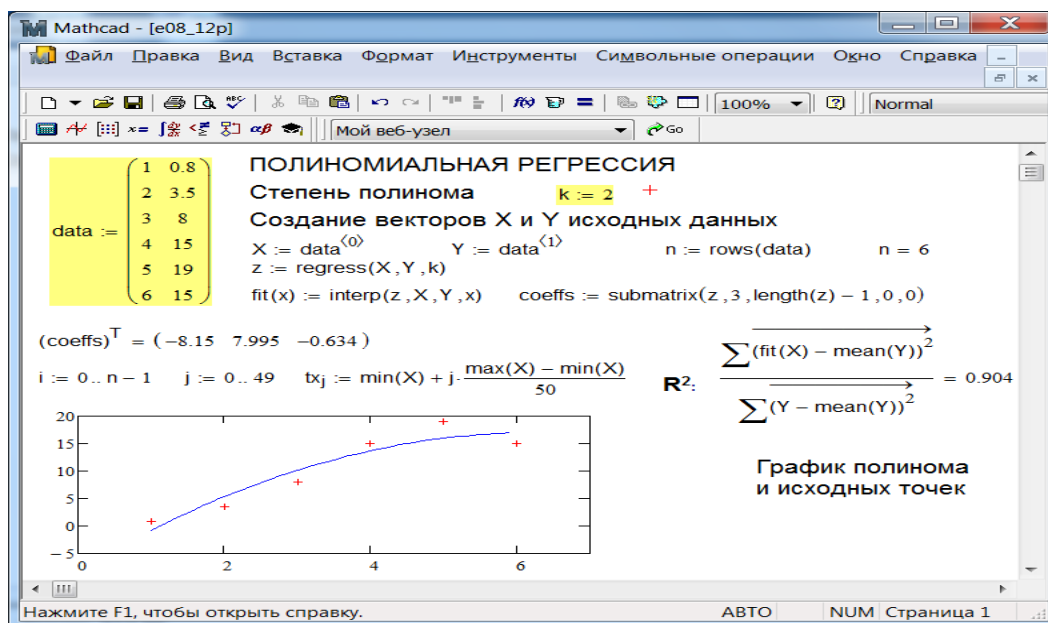 Mathcad - [e08_12p]
Файл Правка Вид Вставка Формат Инструменты Символьные операции Окно Справка
100% Normal
Мой веб-узел Go
ПОЛИНОМИАЛЬНАЯ РЕГРЕССИЯ
Степень полинома k := 2
Создание векторов X и Y исходных данных
data :=
1 0.8
2 3.5
3 8
4 15
5 19
6 15
X := data⟨0⟩ Y := data⟨1⟩ n := rows(data) n = 6
z := regress(X,Y,k)
fit(x) := interp(z,X,Y,x) coeffs := submatrix(z,3,length(z) − 1,0,0)
(coeffs)ᵀ = (−8.15 7.995 −0.634)
i := 0.. n − 1 j := 0.. 49 txⱼ := min(X) + j· max(X) − min(X)
50
R²:
∑(fit(X) − mean(Y))²
∑(Y − mean(Y))²
= 0.904
20
15
10
5
0
−5
0 2 4 6
График полинома
и исходных точек
Нажмите F1, чтобы открыть справку. АВТО NUM Страница 1